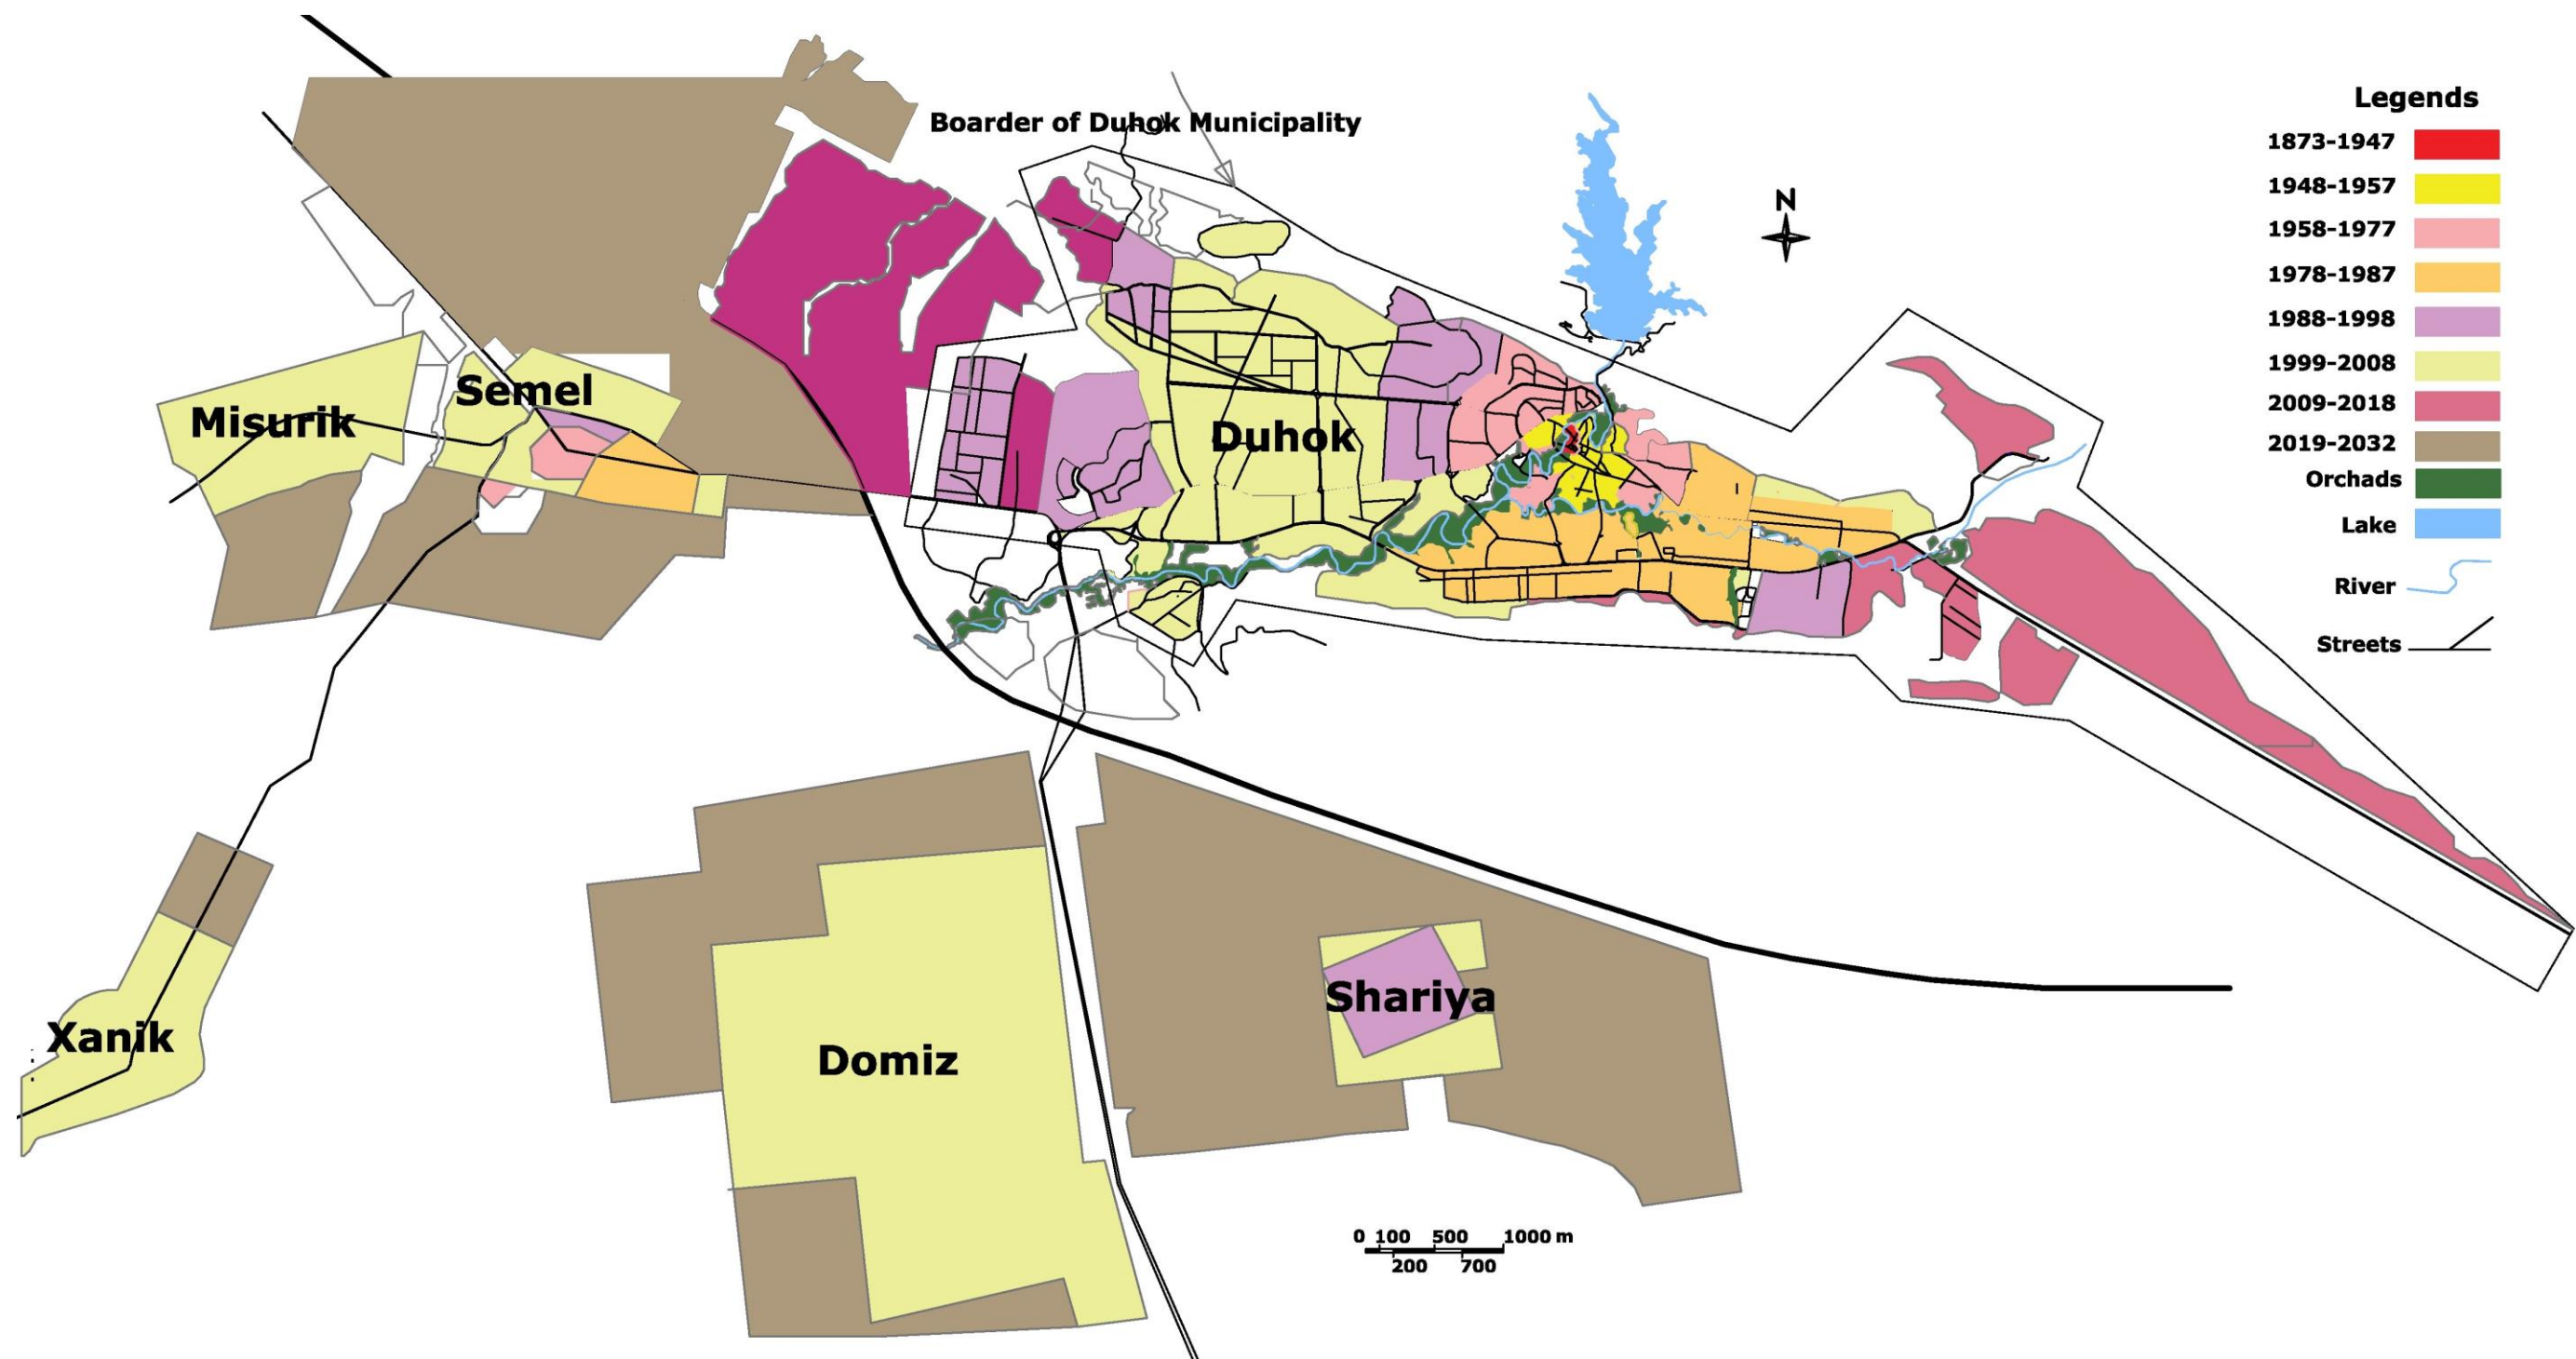 Boarder of Duhok Municipality
N
Legends
1873-1947
1948-1957
1958-1977
1978-1987
1988-1998
1999-2008
2009-2018
2019-2032
Orchads
Lake
River
Streets
Semel
Misurik
Duhok
Xanik
Domiz
Shariya
0 100 500 1000 m
200 700